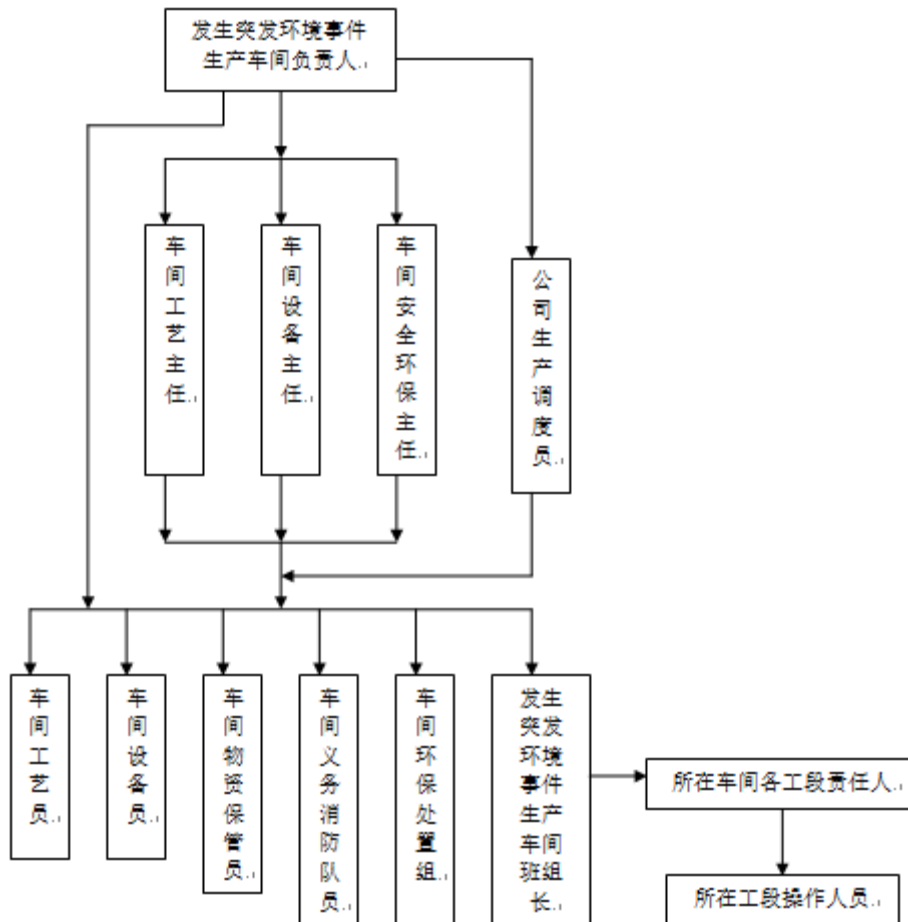 发生突发环境事件
生产车间负责人
车间工艺主任
车间设备主任
车间安全环保主任
公司生产调度员
车间工艺员
车间设备员
车间物资保管员
车间义务消防队员
车间环保处置组
发生
突发
环境
事件
生产
车间
班组
长
所在车间各工段责任人
所在工段操作人员